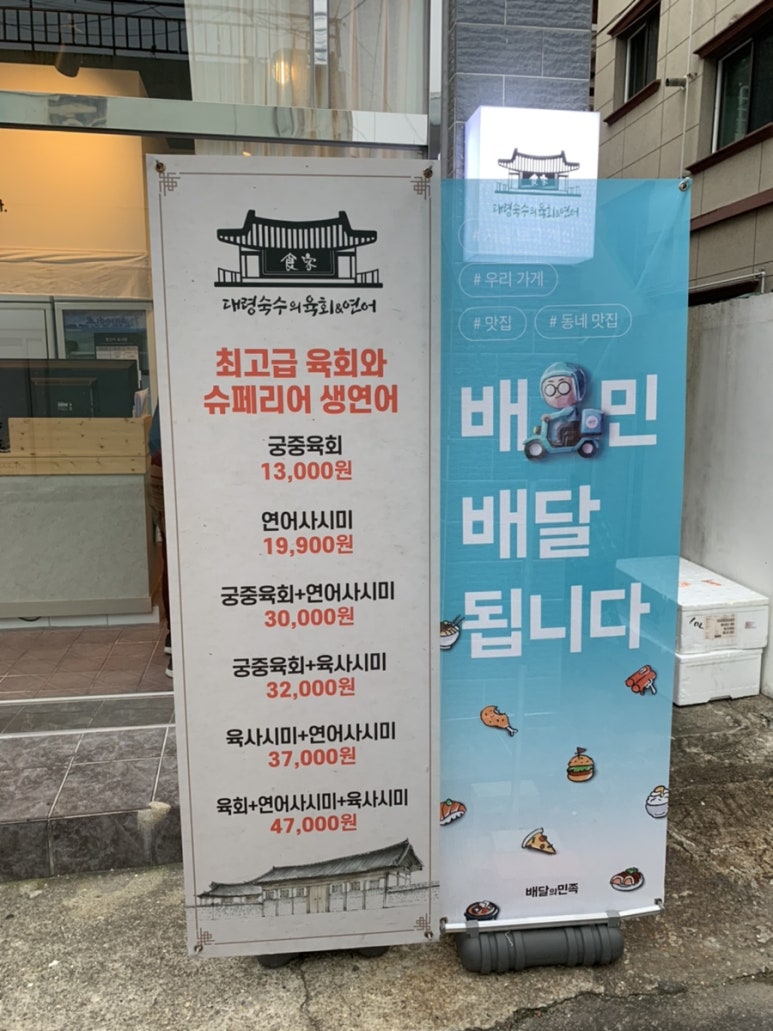 食家
대령숙수의육회&연어
최고급 육회와
슈페리어 생연어
궁중육회
13,000원
연어사시미
19,900원
궁중육회+연어사시미
30,000원
궁중육회+육사시미
32,000원
육사시미+연어사시미
37,000원
육회+연어사시미+육사시미
47,000원
食家
대령숙수의육회&연어
# 우리 가게
# 맛집
# 동네 맛집
배민
배달
됩니다
배달의민족
다.